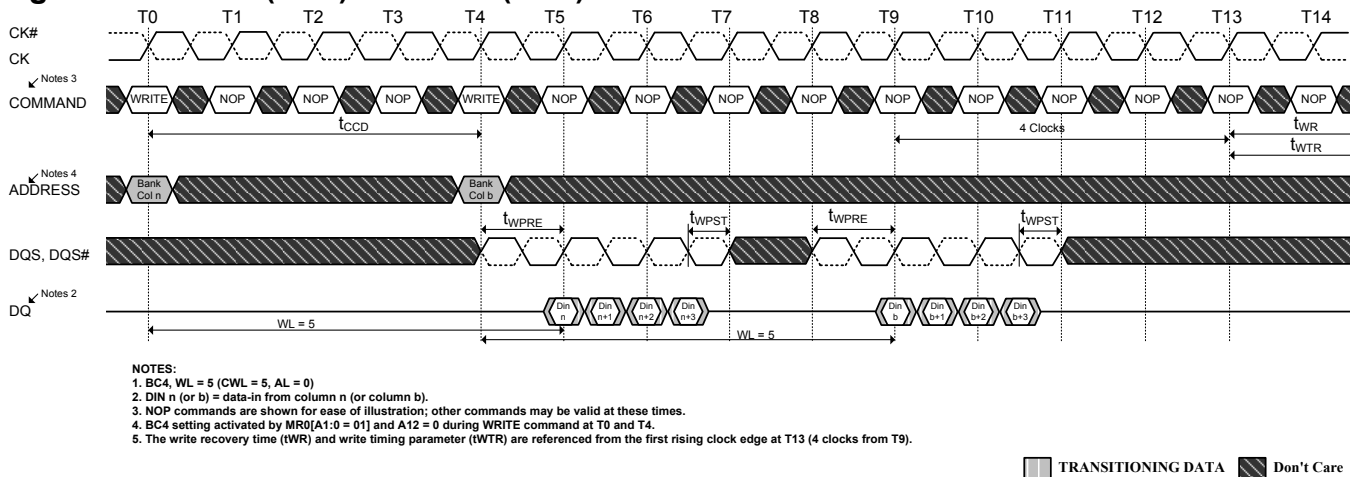 T0 T1 T2 T3 T4 T5 T6 T7 T8 T9 T10 T11 T12 T13 T14
CK#
CK
Notes 3
COMMAND
WRITE NOP NOP NOP WRITE NOP NOP NOP NOP NOP NOP NOP NOP NOP NOP
tCCD
4 Clocks
tWR
tWTR
Notes 4
ADDRESS
Bank Col n
Bank Col b
tWPRE
tWPST
tWPRE
tWPST
DQS, DQS#
Notes 2
DQ
Din n
Din n+1
Din n+2
Din n+3
Din b
Din b+1
Din b+2
Din b+3
WL = 5
WL = 5
NOTES:
1. BC4, WL = 5 (CWL = 5, AL = 0)
2. DIN n (or b) = data-in from column n (or column b).
3. NOP commands are shown for ease of illustration; other commands may be valid at these times.
4. BC4 setting activated by MR0[A1:0 = 01] and A12 = 0 during WRITE command at T0 and T4.
5. The write recovery time (tWR) and write timing parameter (tWTR) are referenced from the first rising clock edge at T13 (4 clocks from T9).
TRANSITIONING DATA
Don't Care